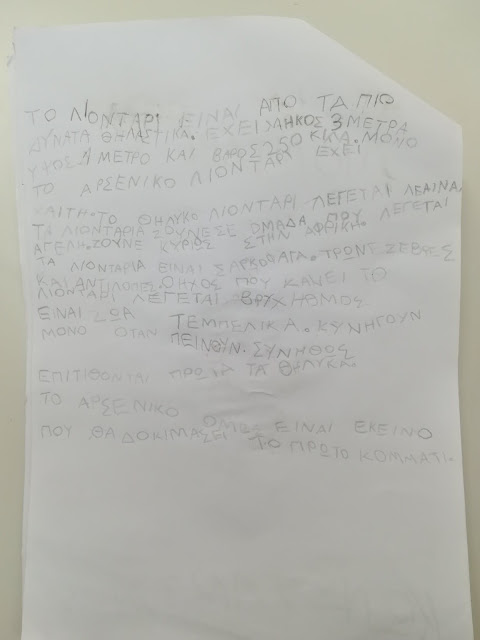 ΤΟ ΛΙΟΝΤΑΡΙ ΕΙΝΑΙ ΑΠΟ ΤΑ ΠΙΟ
ΔΥΝΑΤΑ ΘΗΛΑΣΤΙΚΑ. ΕΧΕΙ ΜΗΚΟΣ 3 ΜΕΤΡΑ
ΥΨΟΣ 1 ΜΕΤΡΟ ΚΑΙ ΒΑΡΟΣ 250 ΚΙΛΑ. ΜΟΝΟ
ΤΟ ΑΡΣΕΝΙΚΟ ΛΙΟΝΤΑΡΙ ΕΧΕΙ
ΧΑΙΤΗ. ΤΟ ΘΗΛΥΚΟ ΛΙΟΝΤΑΡΙ ΛΕΓΕΤΑΙ ΛΕΑΙΝΑ.
ΤΑ ΛΙΟΝΤΑΡΙΑ ΖΟΥΝΕ ΣΕ ΟΜΑΔΑ ΠΟΥ ΛΕΓΕΤΑΙ
ΑΓΕΛΗ. ΖΟΥΝΕ ΚΥΡΙΩΣ ΣΤΗΝ ΑΦΡΙΚΗ.
ΤΑ ΛΙΟΝΤΑΡΙΑ ΕΙΝΑΙ ΣΑΡΚΟΦΑΓΑ. ΤΡΩΝΕ ΖΕΒΡΕΣ
ΚΑΙ ΑΝΤΙΛΟΠΕΣ. Ο ΗΧΟΣ ΠΟΥ ΚΑΝΕΙ ΤΟ
ΛΙΟΝΤΑΡΙ ΛΕΓΕΤΑΙ ΒΡΥΧΗΘΜΟΣ
ΕΙΝΑΙ ΖΩΑ ΤΕΜΠΕΛΙΚΑ. ΚΥΝΗΓΟΥΝ
ΜΟΝΟ ΟΤΑΝ ΠΕΙΝΟΥΝ. ΣΥΝΗΘΟΣ
ΕΠΙΤΙΘΟΝΤΑΙ ΠΡΩΤΑ ΤΑ ΘΗΛΥΚΑ.
ΤΟ ΑΡΣΕΝΙΚΟ ΟΜΩΣ ΕΙΝΑΙ ΕΚΕΙΝΟ
ΠΟΥ ΘΑ ΔΟΚΙΜΑΣΕΙ ΤΟ ΠΡΩΤΟ ΚΟΜΜΑΤΙ.